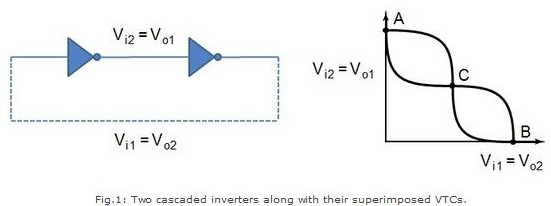 Vi2 = Vo1
Vi1 = Vo2
A
Vi2 = Vo1
C
B
Vi1 = Vo2
Fig.1: Two cascaded inverters along with their superimposed VTCs.